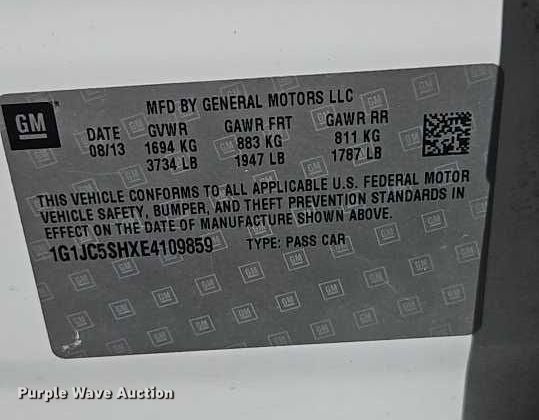 GM
MFD BY GENERAL MOTORS LLC
DATE GVWR GAWR FRT GAWR RR
08/13 1694 KG 883 KG 811 KG
3734 LB 1947 LB 1787 LB
THIS VEHICLE CONFORMS TO ALL APPLICABLE U.S. FEDERAL MOTOR
VEHICLE SAFETY, BUMPER, AND THEFT PREVENTION STANDARDS IN
EFFECT ON THE DATE OF MANUFACTURE SHOWN ABOVE.
1G1JC5SHXE4109859 TYPE: PASS CAR
Purple Wave Auction